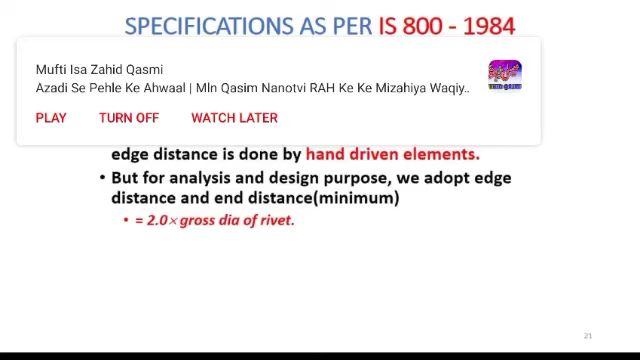 SPECIFICATIONS AS PER IS 800 - 1984
Mufti Isa Zahid Qasmi
Azadi Se Pehle Ke Ahwaal | Mln Qasim Nanotvi RAH Ke Ke Mizahiya Waqiy..
PLAY TURN OFF WATCH LATER
edge distance is done by hand driven elements.
• But for analysis and design purpose, we adopt edge
distance and end distance(minimum)
• = 2.0× gross dia of rivet.
21